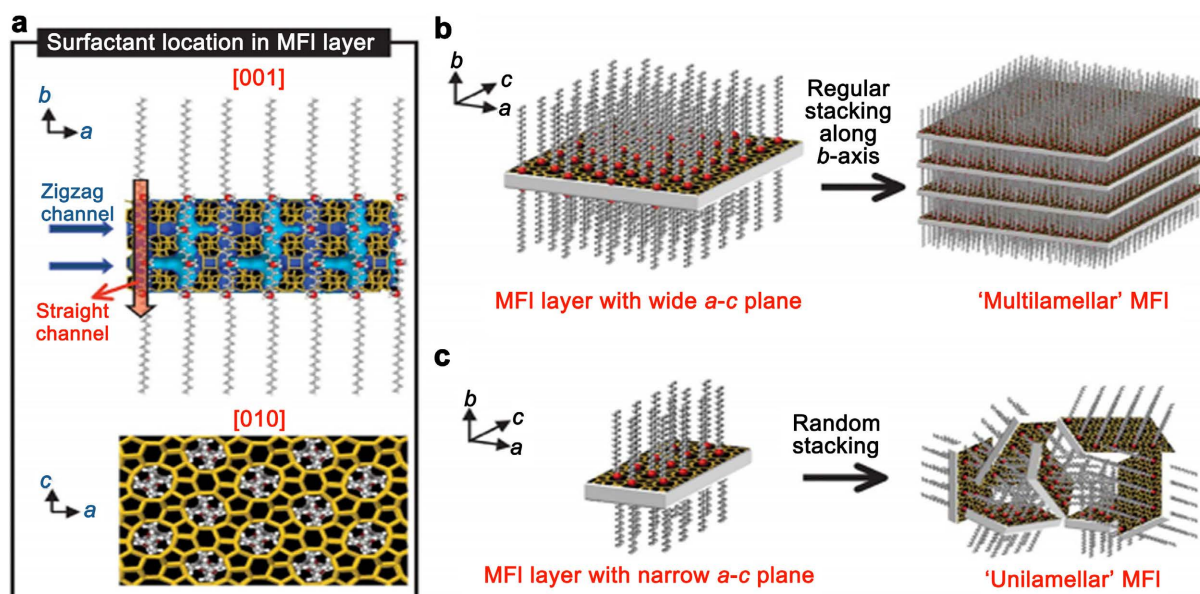 a
Surfactant location in MFI layer
[001]
b
a
Zigzag
channel
Straight
channel
[010]
c
a
b
b
c
a
Regular
stacking
along
b-axis
MFI layer with wide a-c plane
'Multilamellar' MFI
c
b
c
a
Random
stacking
MFI layer with narrow a-c plane
'Unilamellar' MFI